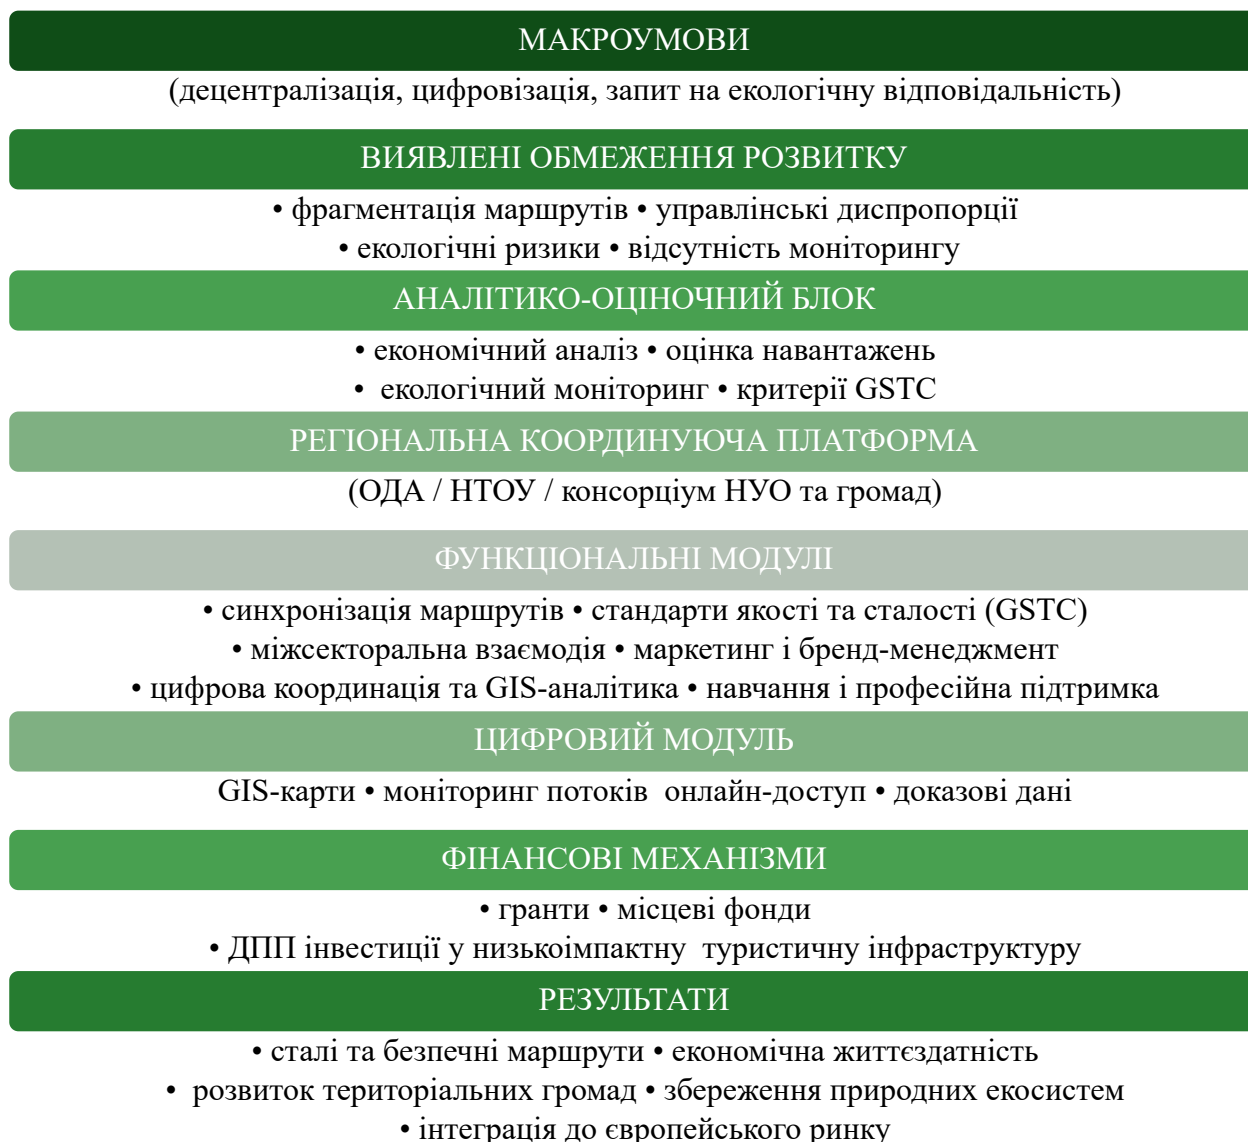 МАКРОУМОВИ
(децентралізація, цифровізація, запит на екологічну відповідальність)
ВИЯВЛЕНІ ОБМЕЖЕННЯ РОЗВИТКУ
• фрагментація маршрутів • управлінські диспропорції
• екологічні ризики • відсутність моніторингу
АНАЛІТИКО-ОЦІНОЧНИЙ БЛОК
• економічний аналіз • оцінка навантажень
• екологічний моніторинг • критерії GSTC
РЕГІОНАЛЬНА КООРДИНУЮЧА ПЛАТФОРМА
(ОДА / НТОУ / консорціум НУО та громад)
ФУНКЦІОНАЛЬНІ МОДУЛІ
• синхронізація маршрутів • стандарти якості та сталості (GSTC)
• міжсекторальна взаємодія • маркетинг і бренд-менеджмент
• цифрова координація та GIS-аналітика • навчання і професійна підтримка
ЦИФРОВИЙ МОДУЛЬ
GIS-карти • моніторинг потоків онлайн-доступ • доказові дані
ФІНАНСОВІ МЕХАНІЗМИ
• гранти • місцеві фонди
• ДПП інвестиції у низькоімпактну туристичну інфраструктуру
РЕЗУЛЬТАТИ
• сталі та безпечні маршрути • економічна життєздатність
• розвиток територіальних громад • збереження природних екосистем
• інтеграція до європейського ринку